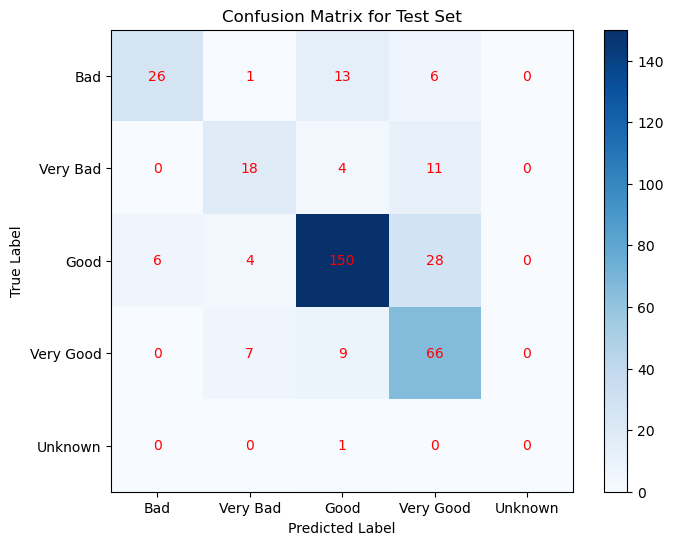 Confusion Matrix for Test Set
Bad 26 1 13 6 0
Very Bad 0 18 4 11 0
Good 6 4 150 28 0
Very Good 0 7 9 66 0
Unknown 0 0 1 0 0
Bad Very Bad Good Very Good Unknown
Predicted Label
True Label
140
120
100
80
60
40
20
0